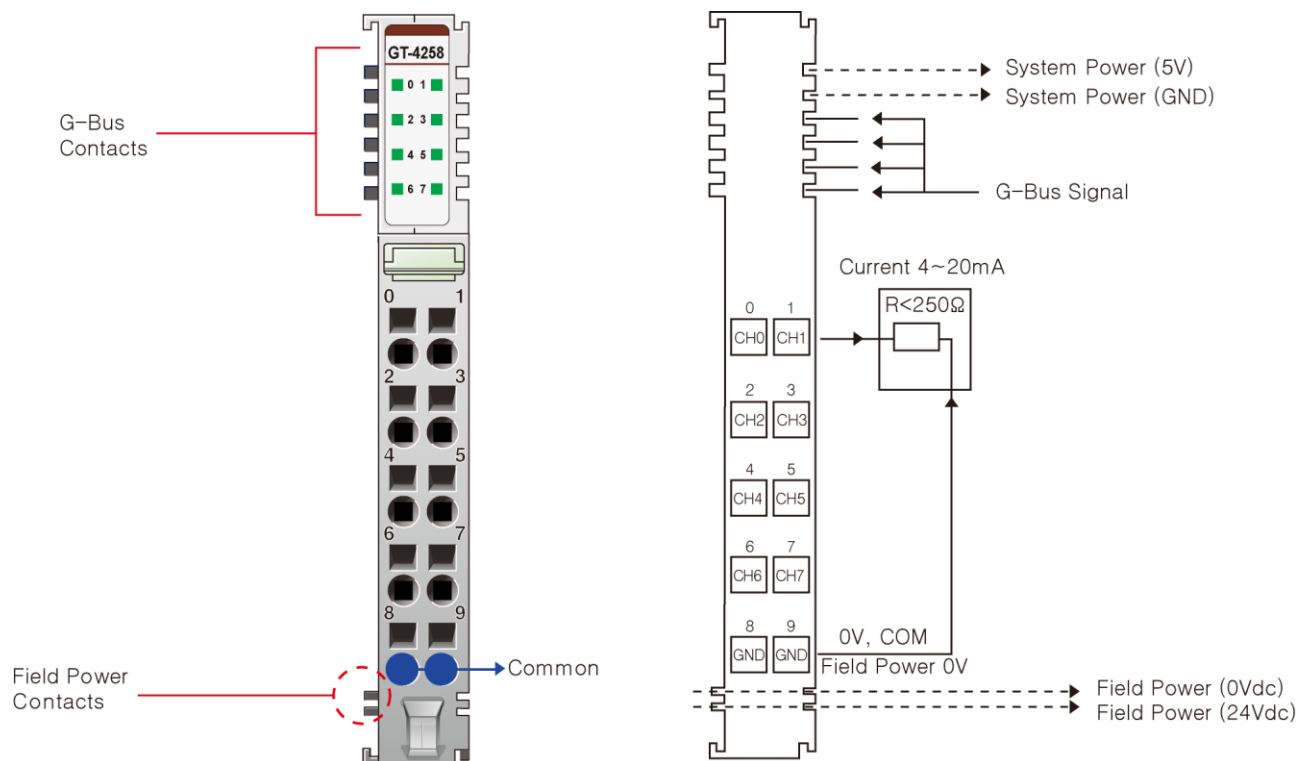 GT-4258
0 1
2 3
4 5
6 7
G-Bus
Contacts
0 1
2 3
4 5
6 7
8 9
Common
Field Power
Contacts
System Power (5V)
System Power (GND)
G-Bus Signal
Current 4~20mA
R<250Ω
0 1
CH0 CH1
2 3
CH2 CH3
4 5
CH4 CH5
6 7
CH6 CH7
8 9
GND GND
0V, COM
Field Power 0V
Field Power (0Vdc)
Field Power (24Vdc)